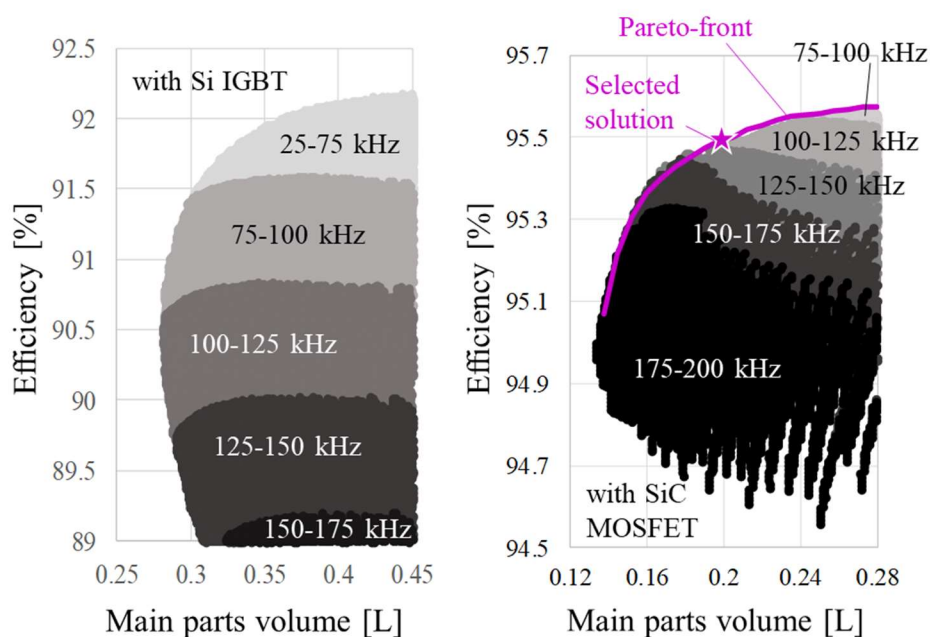 92.5
92
91.5
91
90.5
90
89.5
89
Efficiency [%]
with Si IGBT
25-75 kHz
75-100 kHz
100-125 kHz
125-150 kHz
150-175 kHz
0.25
0.3
0.35
0.4
0.45
Main parts volume [L]
95.7
95.5
95.3
95.1
94.9
94.7
94.5
Efficiency [%]
Pareto-front
75-100 kHz
Selected
solution
100-125 kHz
125-150 kHz
150-175 kHz
175-200 kHz
with SiC
MOSFET
0.12
0.16
0.2
0.24
0.28
Main parts volume [L]